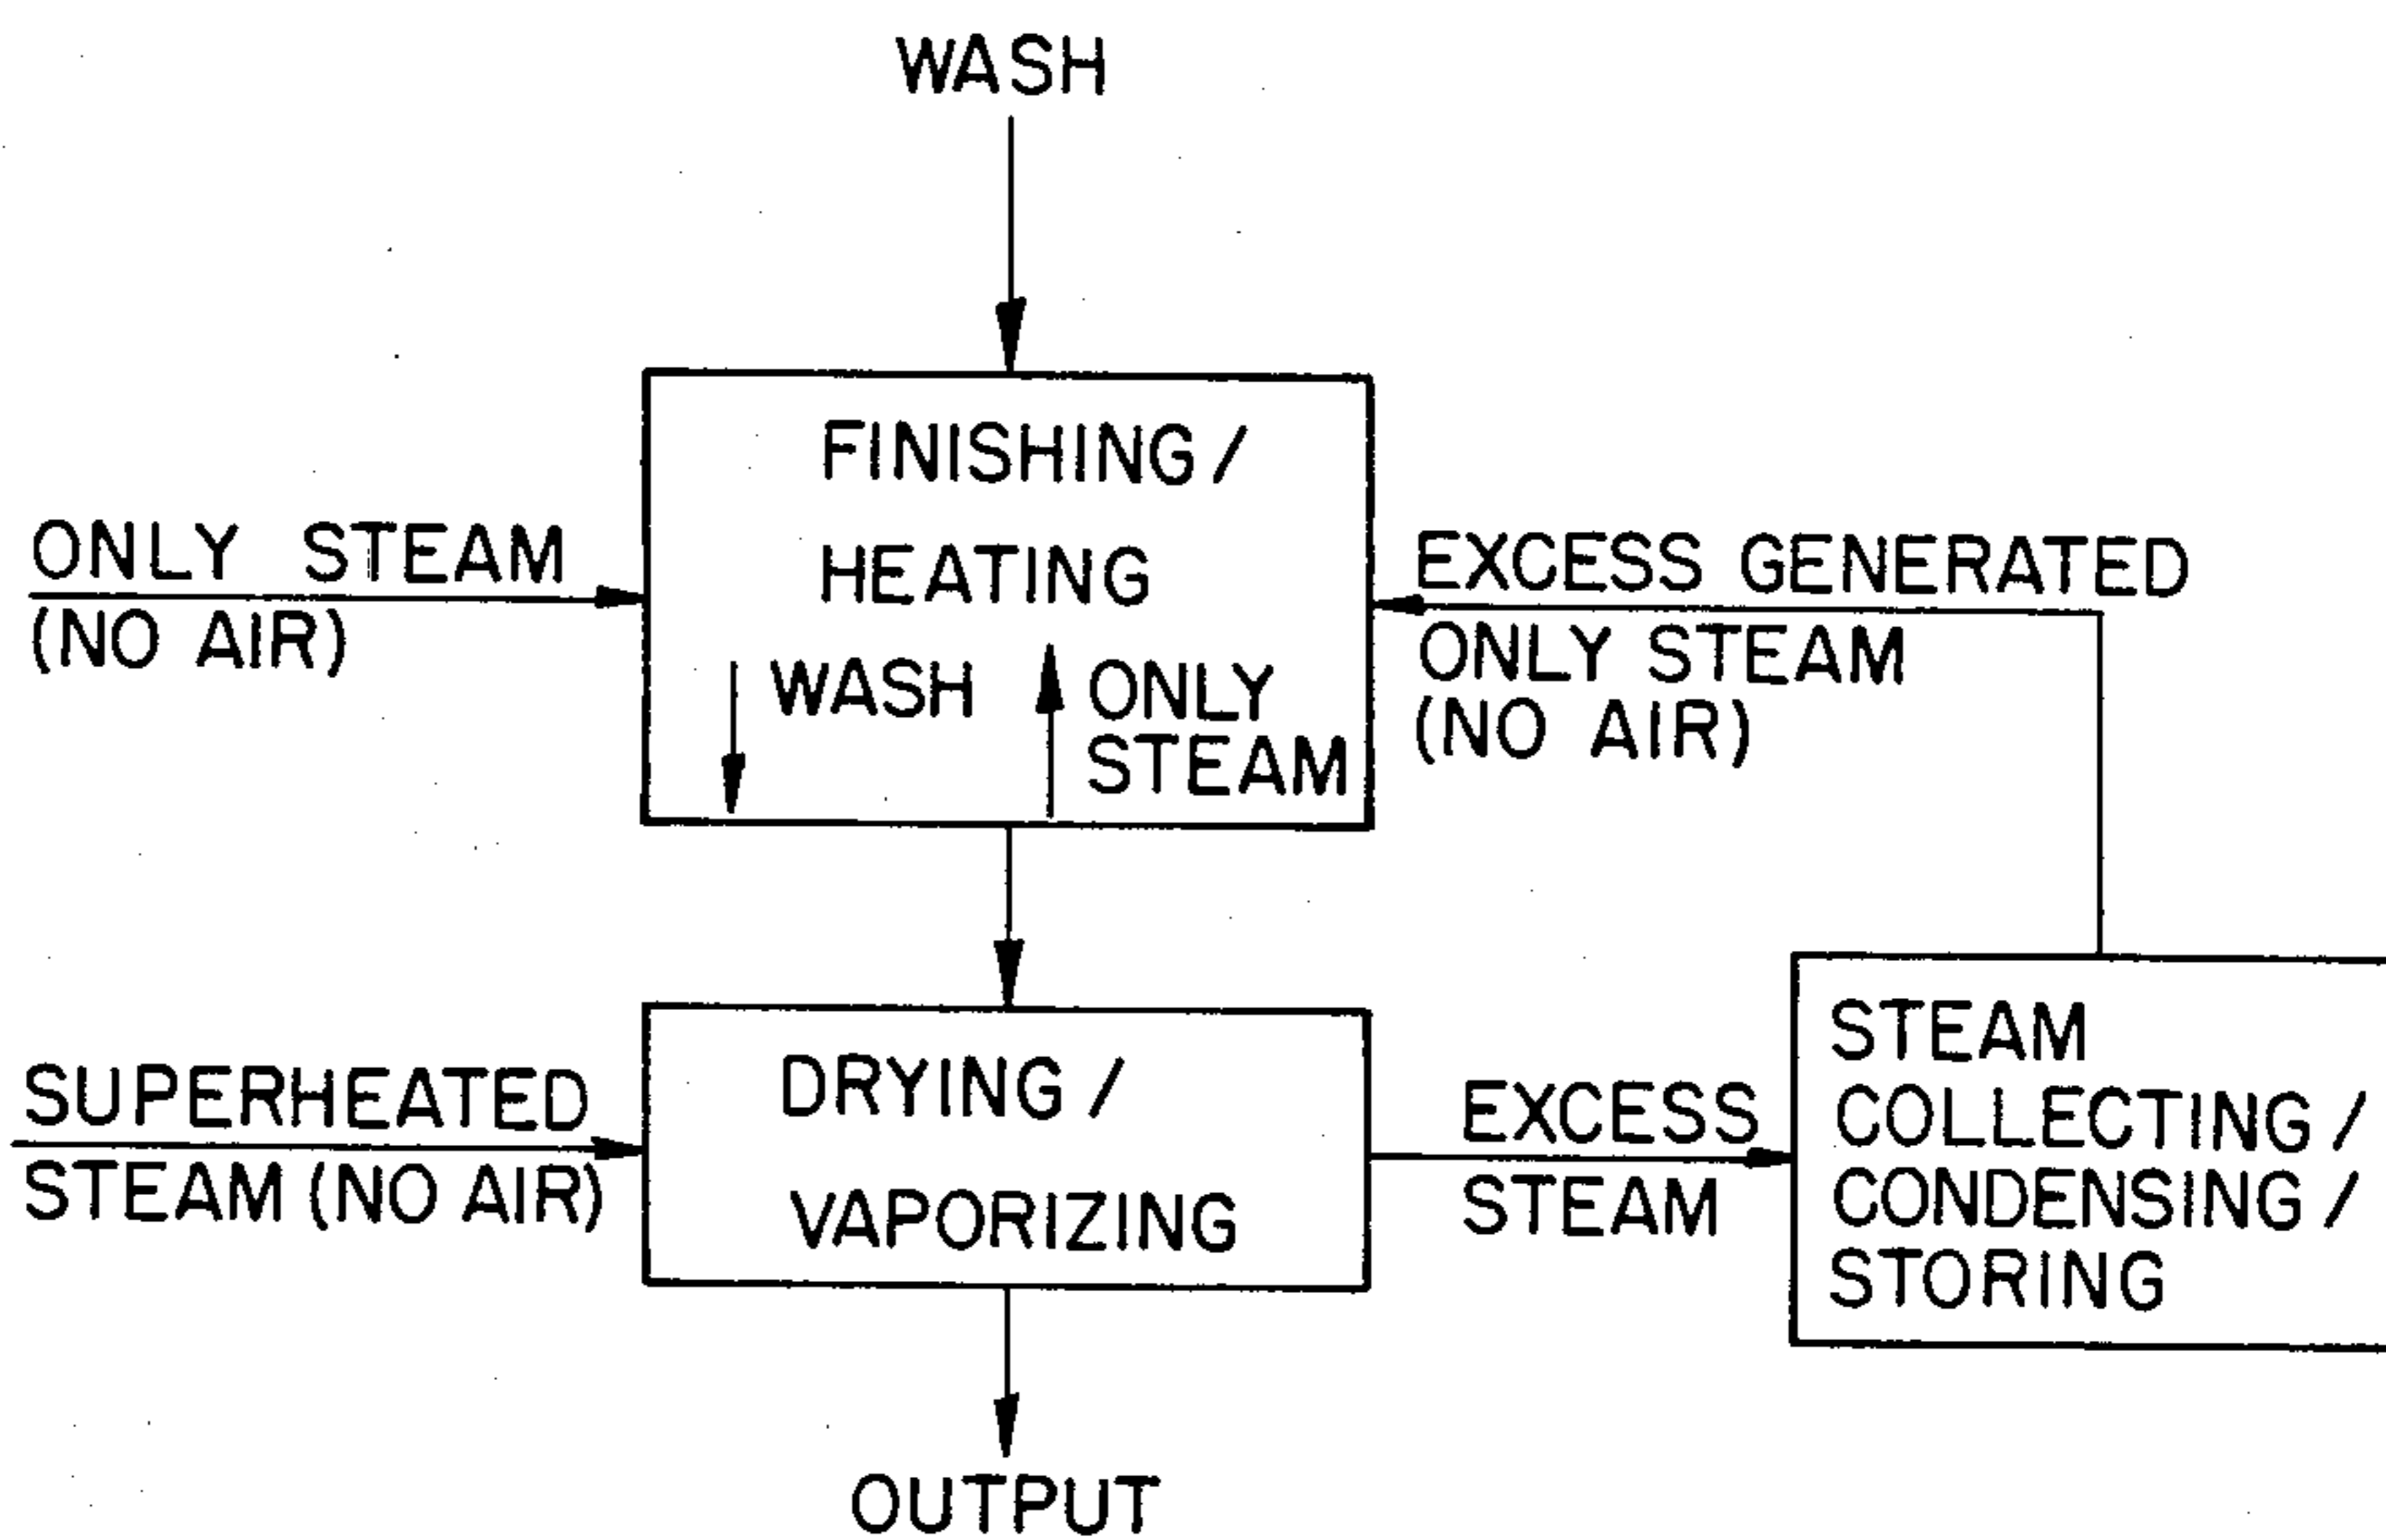 WASH
FINISHING /
HEATING
ONLY STEAM
(NO AIR)
EXCESS GENERATED
ONLY STEAM
(NO AIR)
WASH
ONLY
STEAM
SUPERHEATED
STEAM (NO AIR)
DRYING /
VAPORIZING
EXCESS
STEAM
STEAM
COLLECTING /
CONDENSING /
STORING
OUTPUT